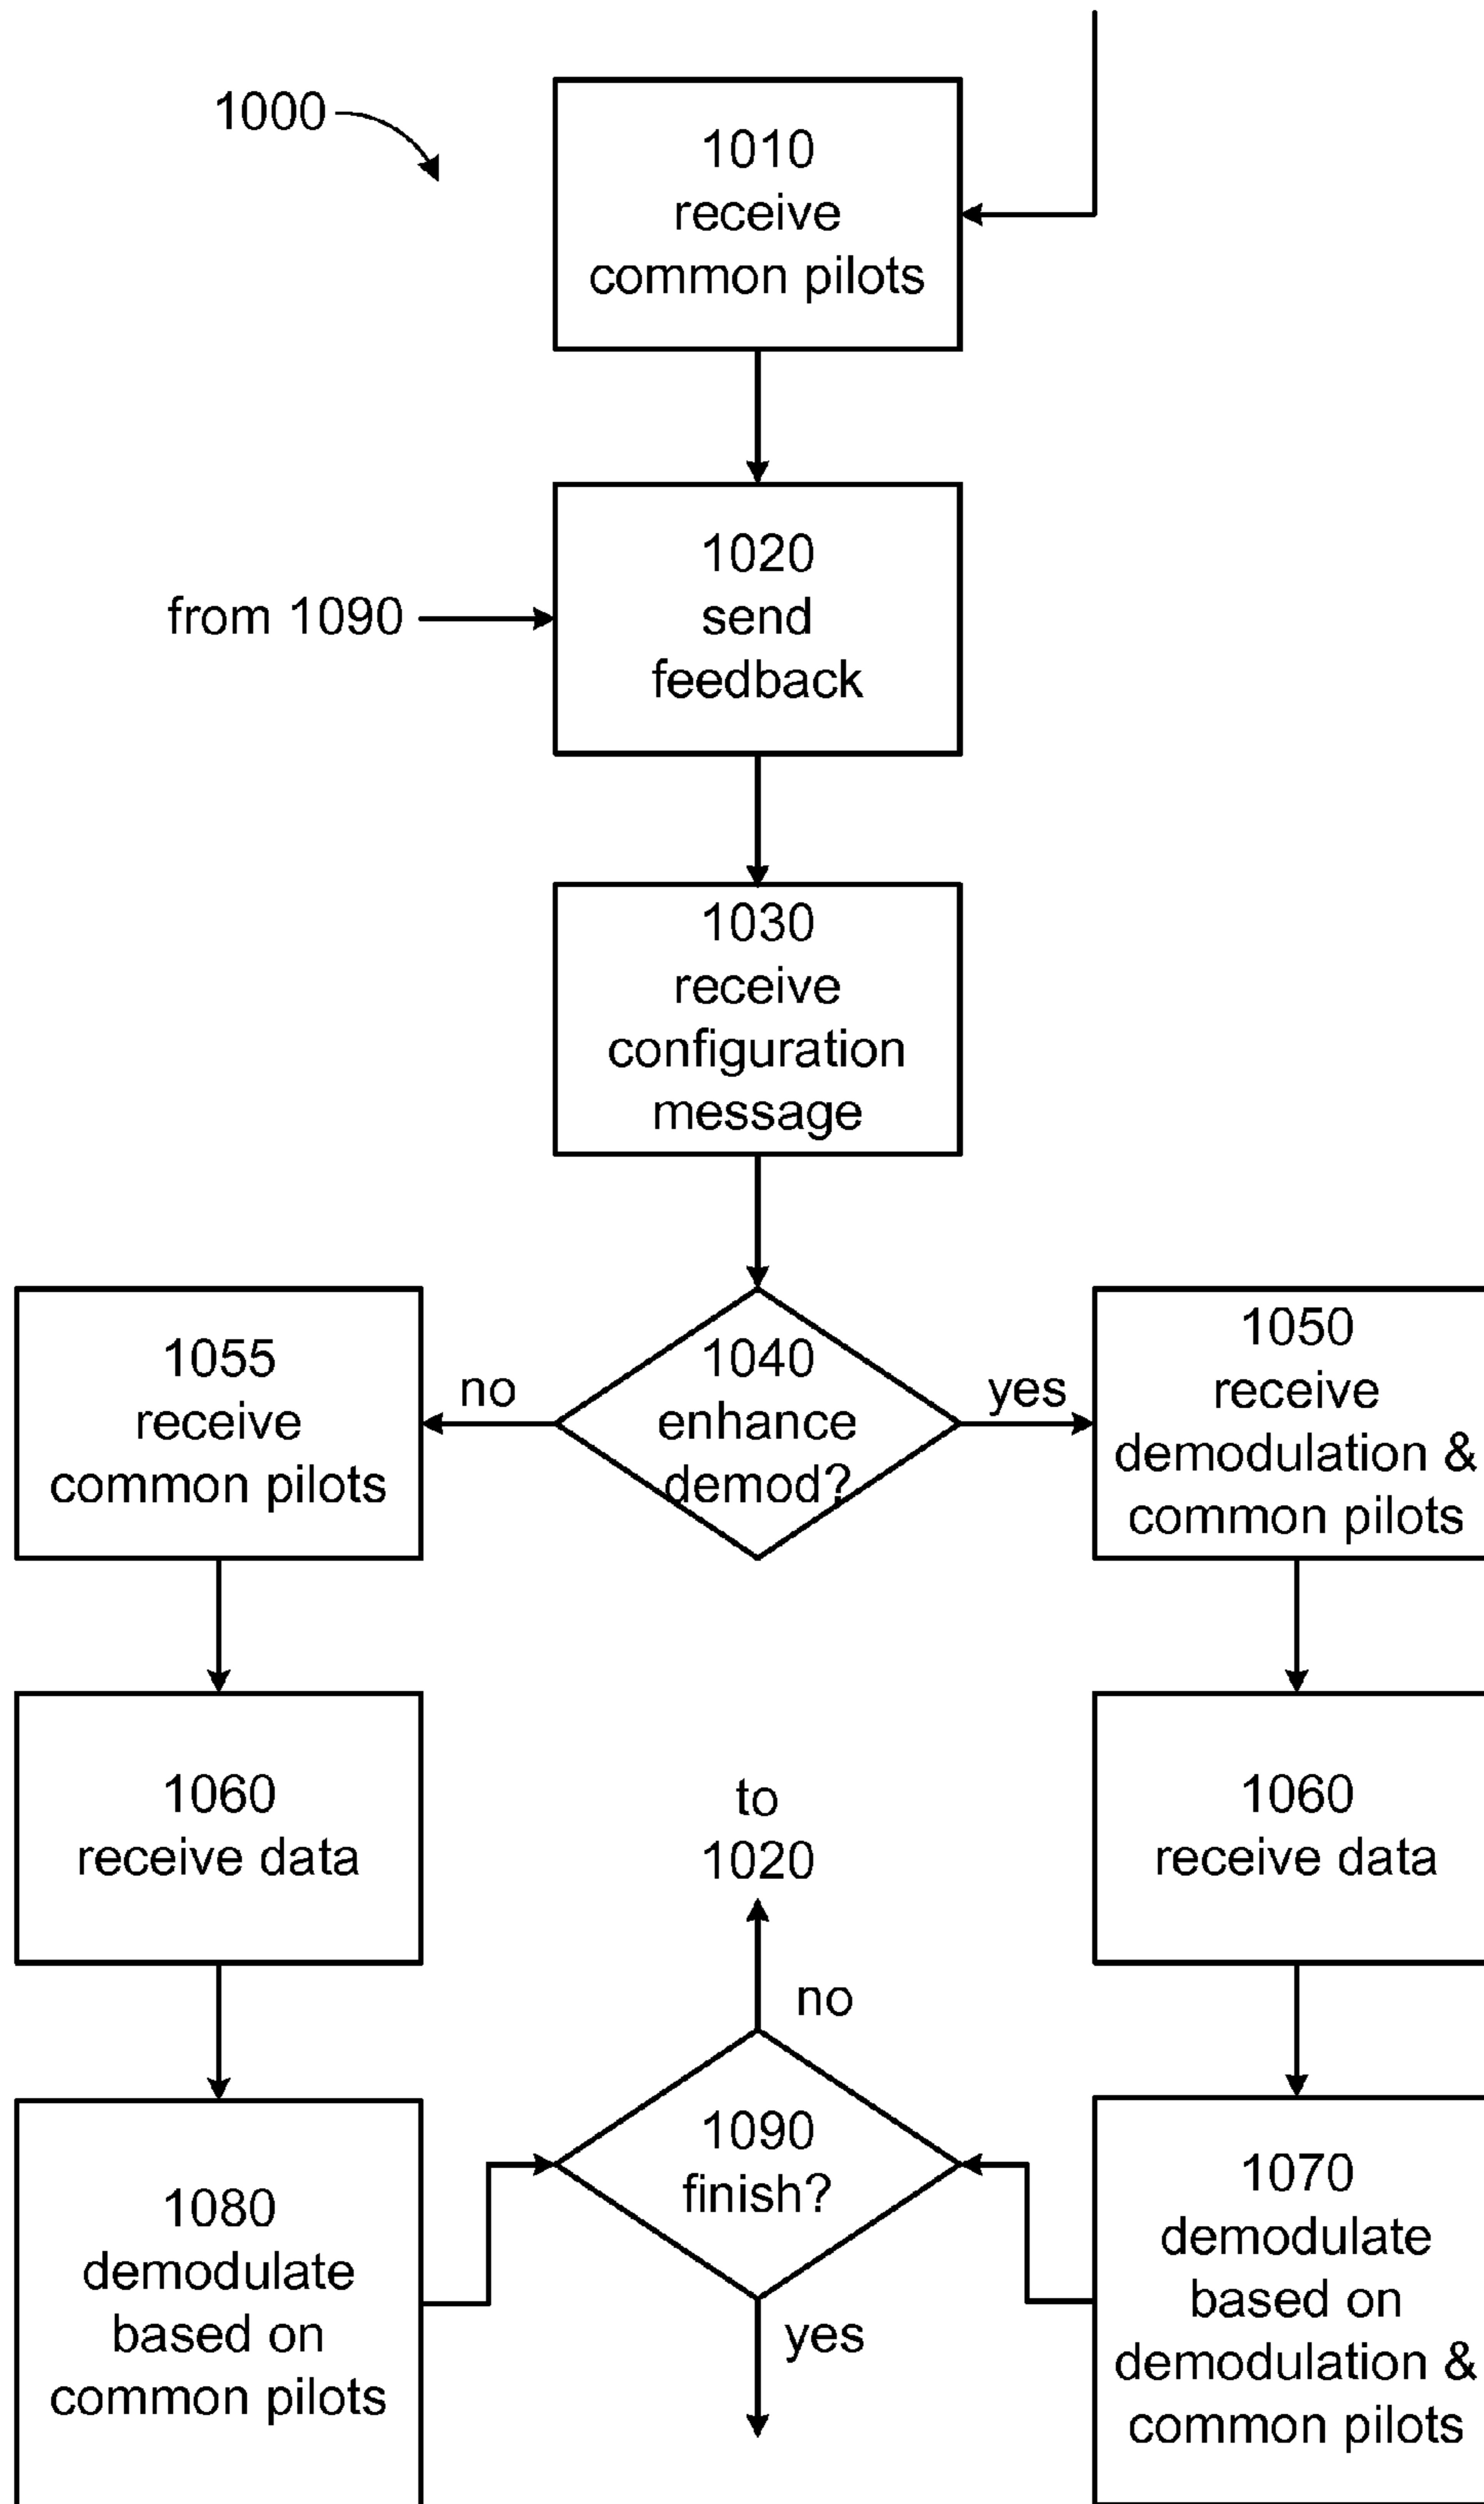 1000
1010
receive
common pilots
1020
send
feedback
from 1090
1030
receive
configuration
message
1040
enhance
demod?
no
yes
1055
receive
common pilots
1050
receive
demodulation &
common pilots
1060
receive data
to
1020
1060
receive data
no
1090
finish?
yes
1080
demodulate
based on
common pilots
1070
demodulate
based on
demodulation &
common pilots